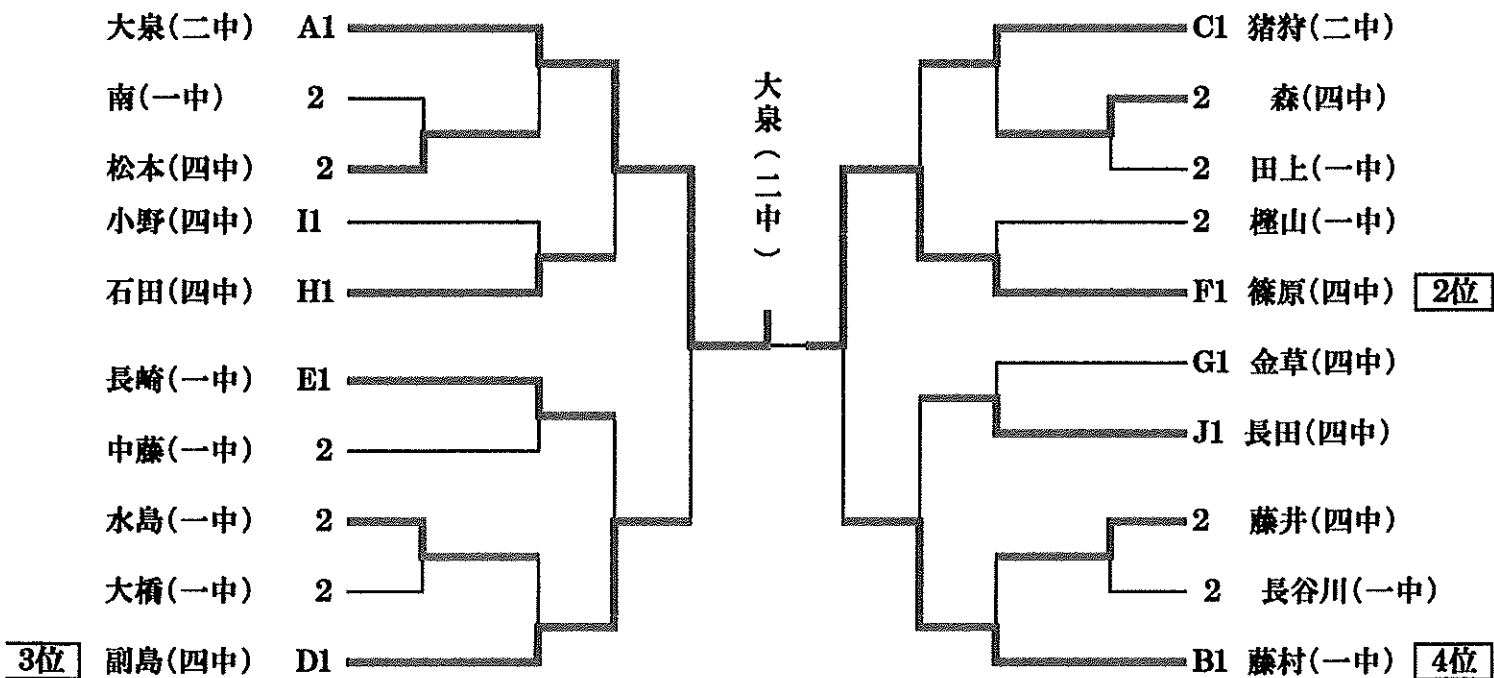 大泉(二中) A1
南(一中) 2
松本(四中) 2
小野(四中) I1
石田(四中) H1
長崎(一中) E1
中藤(一中) 2
水島(一中) 2
大橋(一中) 2
3位 副島(四中) D1
大泉(二中)
C1 猪狩(二中)
2 森(四中)
2 田上(一中)
2 樫山(一中)
F1 篠原(四中) 2位
G1 金草(四中)
J1 長田(四中)
2 藤井(四中)
2 長谷川(一中)
B1 藤村(一中) 4位